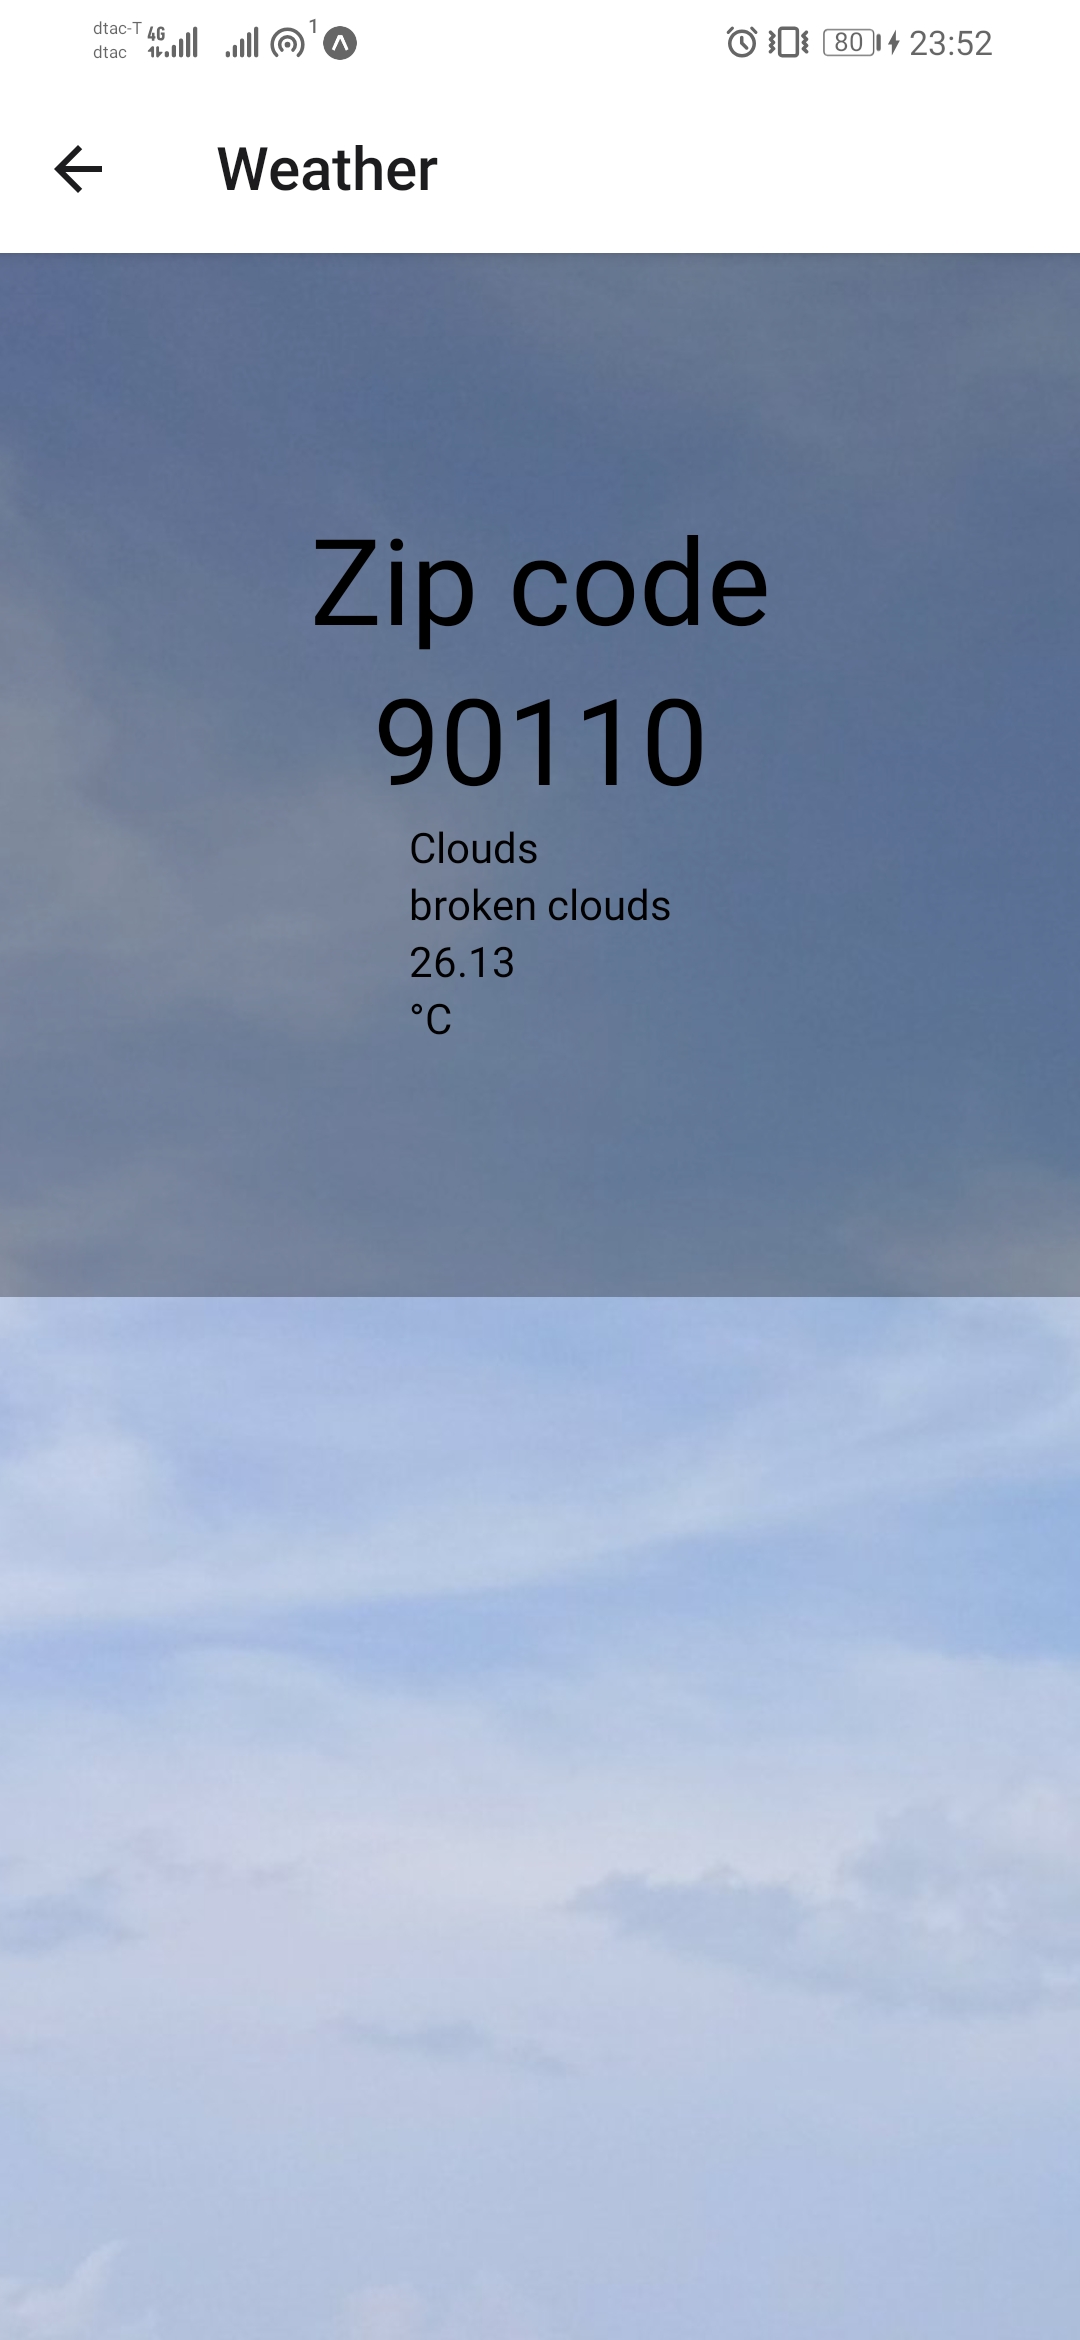 dtac-T 4G 1 80 23:52
dtac
Weather
Zip code
90110
Clouds
broken clouds
26.13
°C